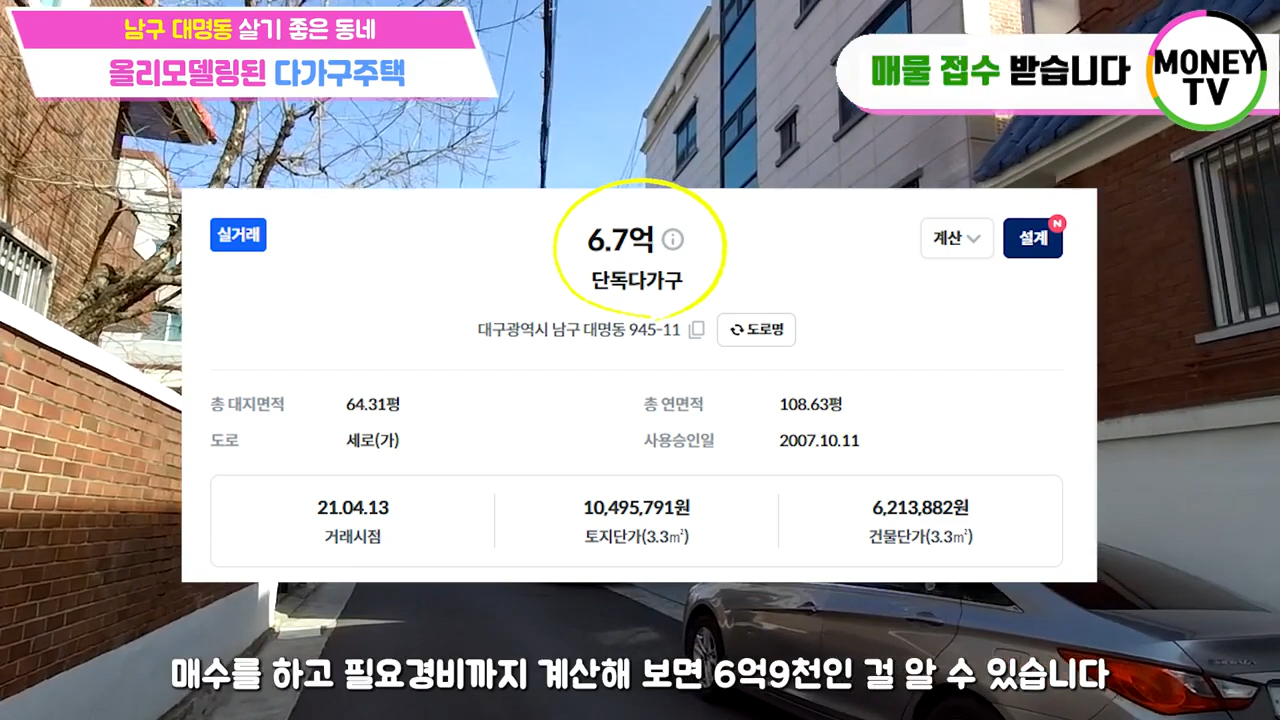 남구 대명동 살기 좋은 동네
올리모델링된 다가구주택
매물 접수 받습니다
MONEY
TV
실거래
6.7억
단독다가구
계산
설계
N
대구광역시 남구 대명동 945-11
도로명
총 대지면적 64.31평
총 연면적 108.63평
도로 세로(가)
사용승인일 2007.10.11
21.04.13
거래시점
10,495,791원
토지단가(3.3㎡)
6,213,882원
건물단가(3.3㎡)
매수를 하고 필요경비까지 계산해 보면 6억9천인 걸 알 수 있습니다